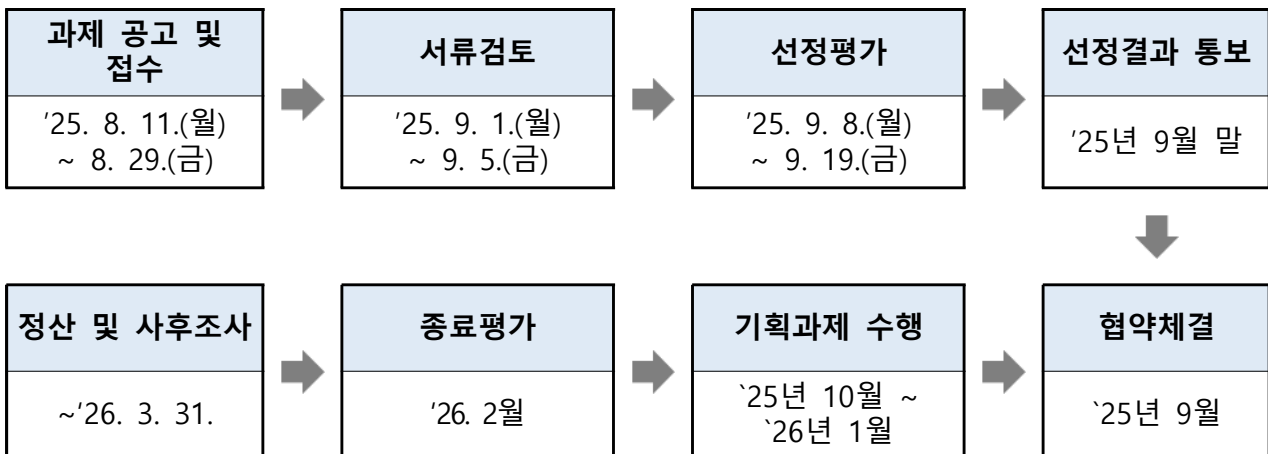 과제 공고 및
접수
'25. 8. 11.(월)
~ 8. 29.(금)
서류검토
'25. 9. 1.(월)
~ 9. 5.(금)
선정평가
'25. 9. 8.(월)
~ 9. 19.(금)
선정결과 통보
'25년 9월 말
정산 및 사후조사
~'26. 3. 31.
종료평가
'26. 2월
기획과제 수행
`25년 10월 ~
`26년 1월
협약체결
`25년 9월